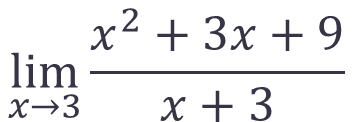 lim x→3 (x² + 3x + 9)/(x + 3)